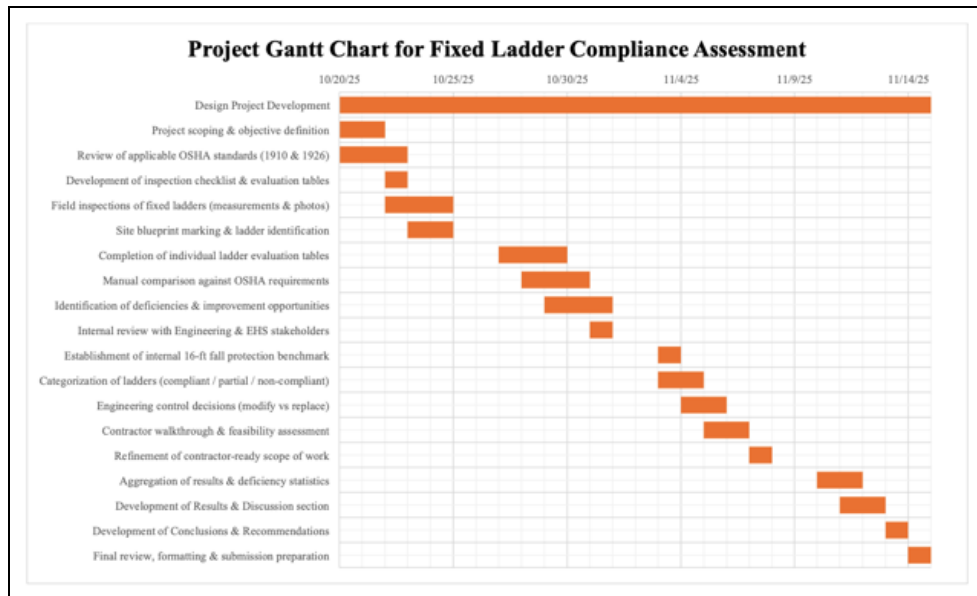 Project Gantt Chart for Fixed Ladder Compliance Assessment
10/20/25 10/25/25 10/30/25 11/4/25 11/9/25 11/14/25
Design Project Development
Project scoping & objective definition
Review of applicable OSHA standards (1910 & 1926)
Development of inspection checklist & evaluation tables
Field inspections of fixed ladders (measurements & photos)
Site blueprint marking & ladder identification
Completion of individual ladder evaluation tables
Manual comparison against OSHA requirements
Identification of deficiencies & improvement opportunities
Internal review with Engineering & EHS stakeholders
Establishment of internal 16-ft fall protection benchmark
Categorization of ladders (compliant / partial / non-compliant)
Engineering control decisions (modify vs replace)
Contractor walkthrough & feasibility assessment
Refinement of contractor-ready scope of work
Aggregation of results & deficiency statistics
Development of Results & Discussion section
Development of Conclusions & Recommendations
Final review, formatting & submission preparation